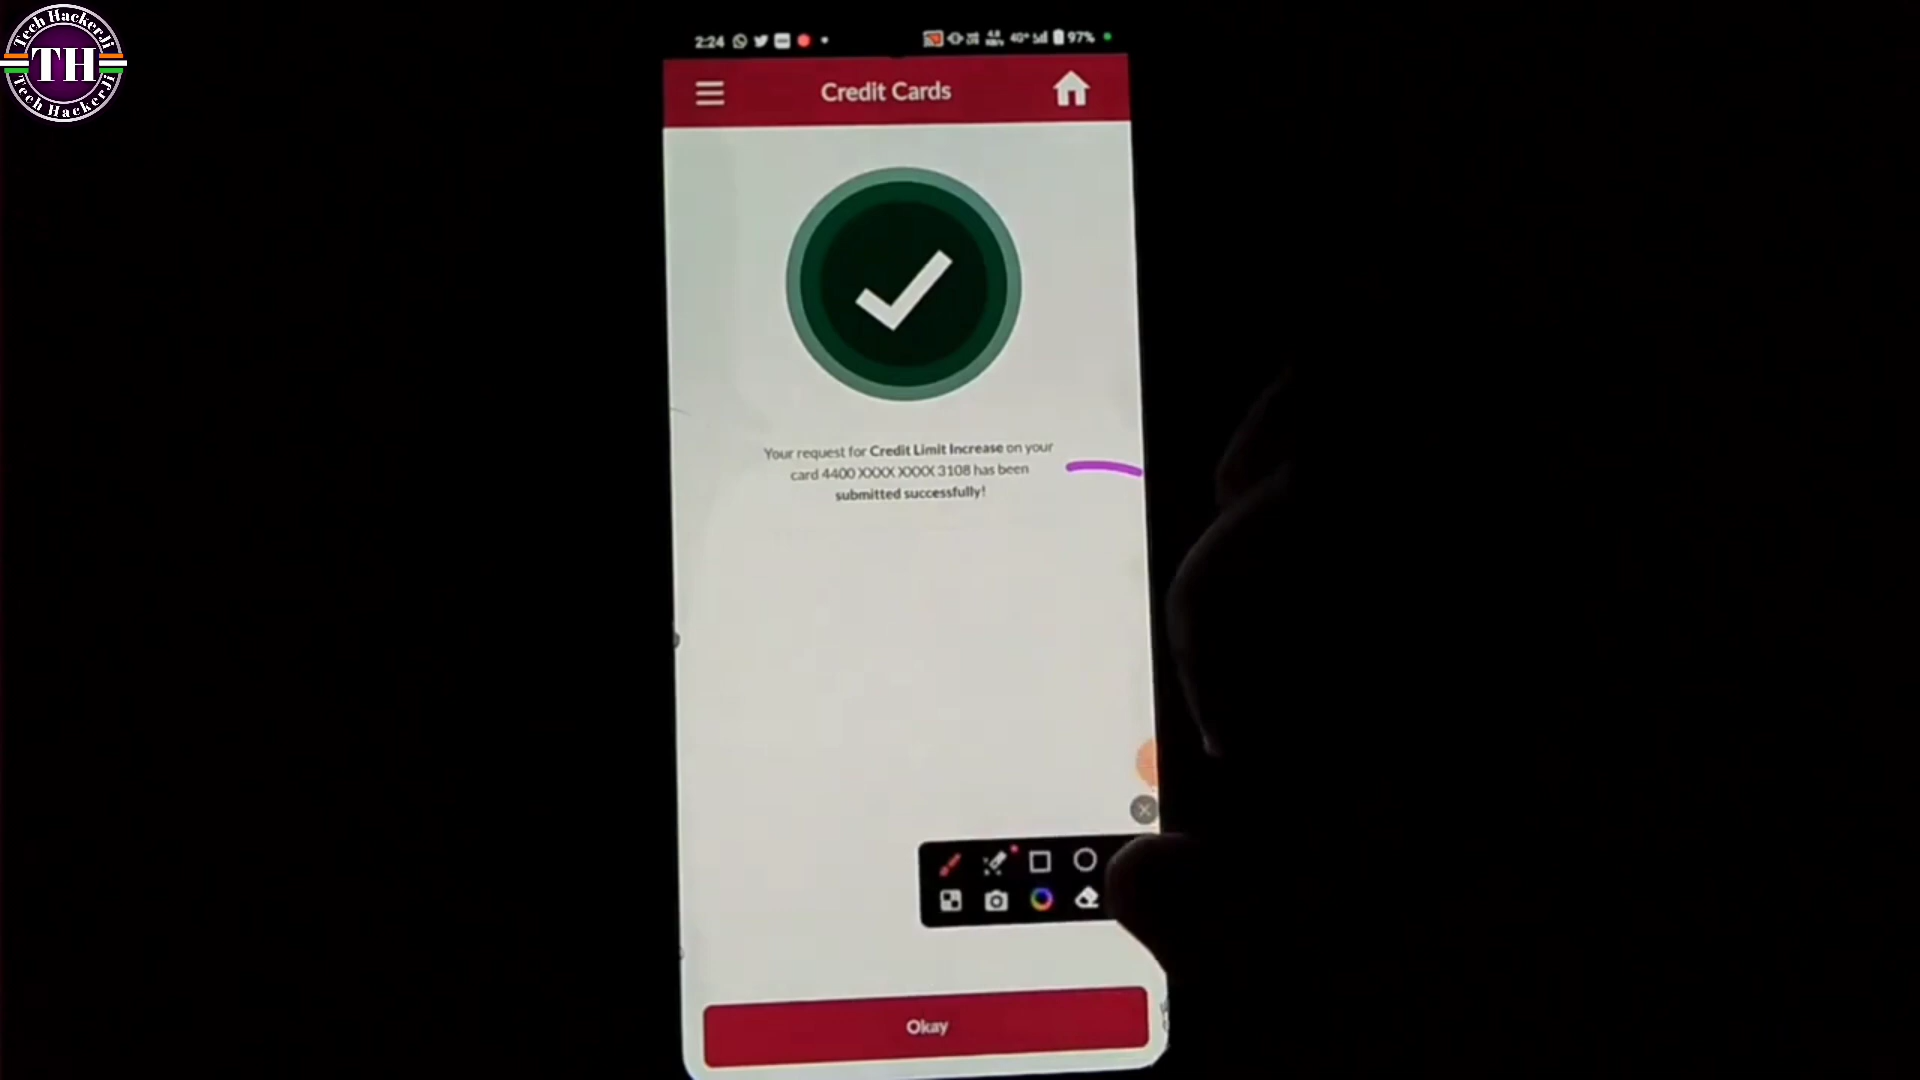 Tech HackerJi
TH
Tech HackerJi
2:24
4G+
97%
Credit Cards
Your request for Credit Limit Increase on your
card 4400 XXXX XXXX 3108 has been
submitted successfully!
Okay